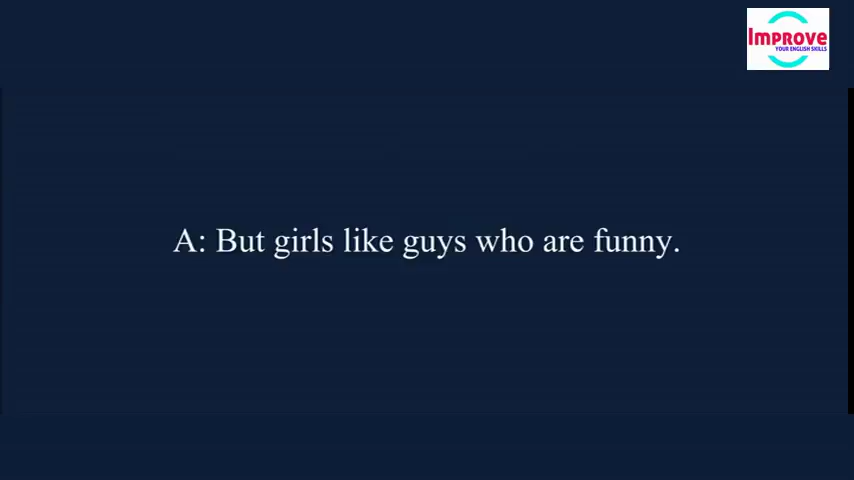 Improve
YOUR ENGLISH SKILLS
A: But girls like guys who are funny.